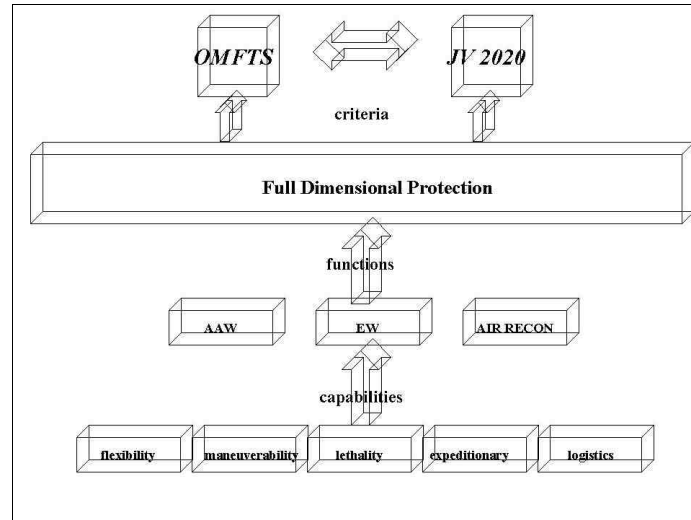 OMFTS JV 2020
criteria
Full Dimensional Protection
functions
AAW EW AIR RECON
capabilities
flexibility maneuverability lethality expeditionary logistics